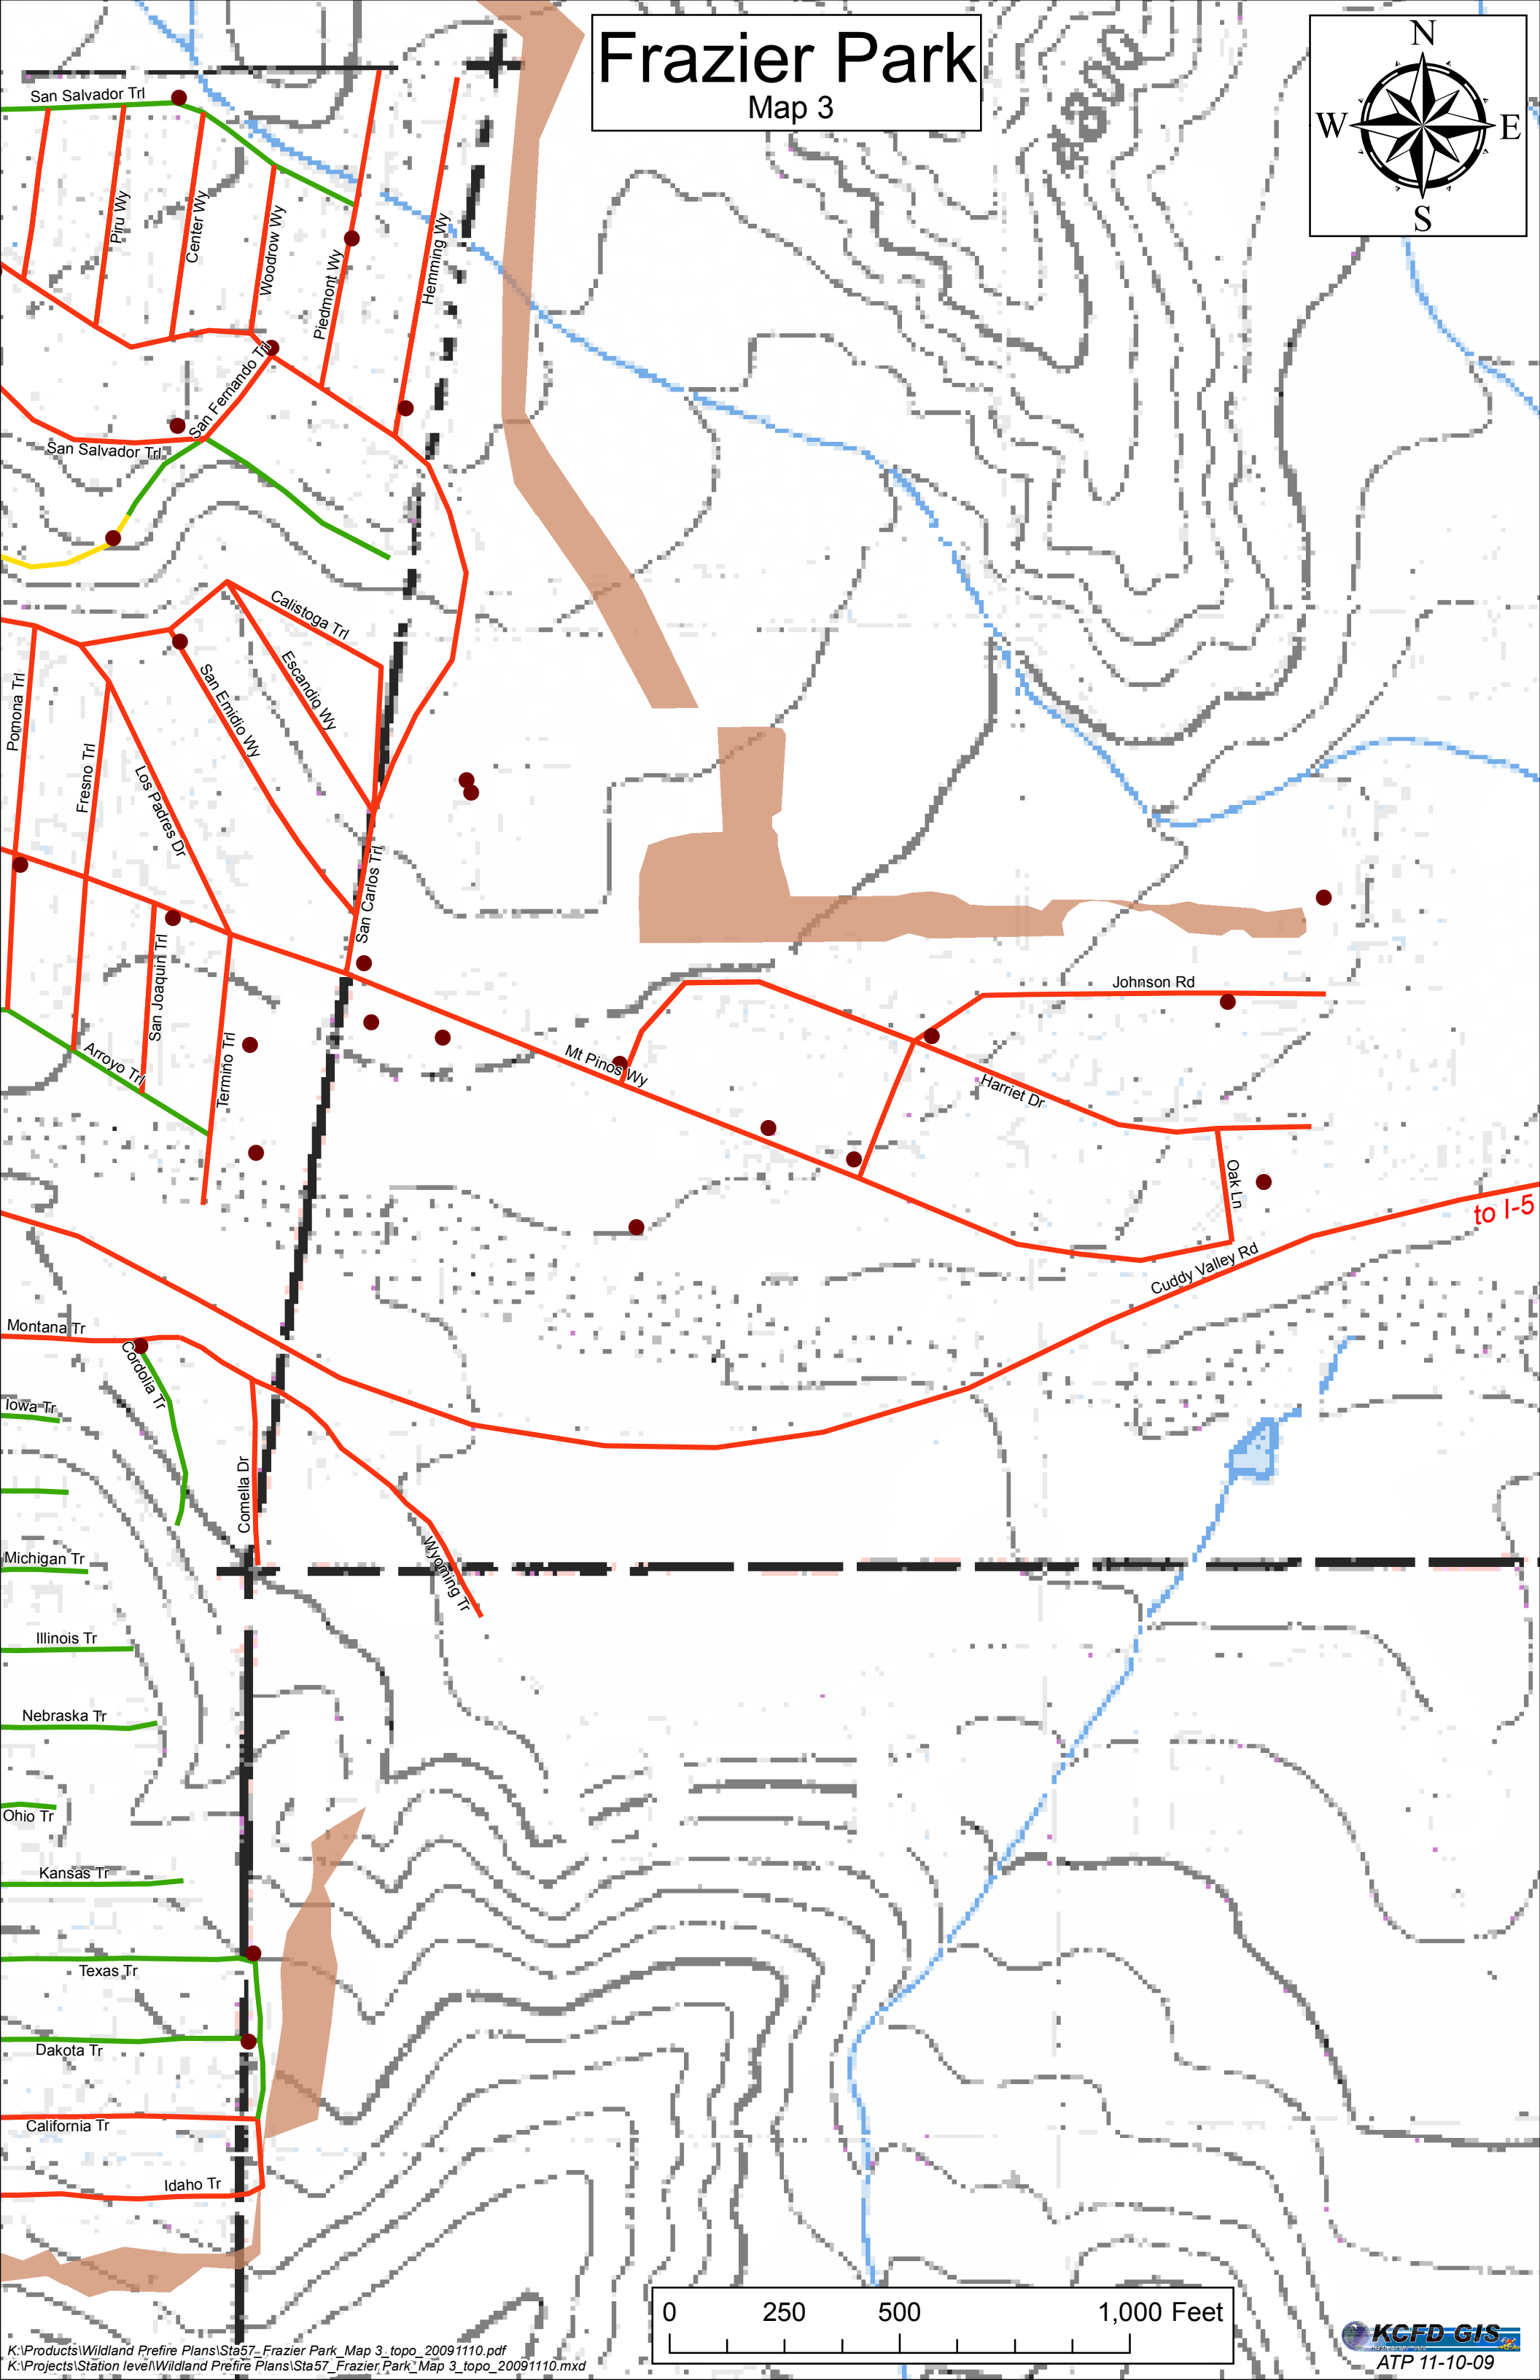 Frazier Park
Map 3
N
W
E
S
4800
San Salvador Trl
Piru Wy
Center Wy
Woodrow Wy
Piedmont Wy
Hemming Wy
San Fernando Trl
San Salvador Trl
Calistoga Trl
Escandio Wy
San Emidio Wy
Pomona Trl
Fresno Trl
Los Padres Dr
San Carlos Trl
San Joaquin Trl
Johnson Rd
Termino Trl
Arroyo Trl
Mt Pinos Wy
Harriet Dr
Oak Ln
to I-5
Cuddy Valley Rd
Montana Tr
Cordolia Tr
Iowa Tr
Comella Dr
Wyoming Tr
Michigan Tr
Illinois Tr
Nebraska Tr
Ohio Tr
Kansas Tr
Texas Tr
Dakota Tr
California Tr
Idaho Tr
0 250 500 1,000 Feet
K:\Products\Wildland Prefire Plans\Sta57_Frazier Park_Map 3_topo_20091110.pdf
K:\Projects\Station level\Wildland Prefire Plans\Sta57_Frazier Park_Map 3_topo_20091110.mxd
KCFD GIS
ATP 11-10-09